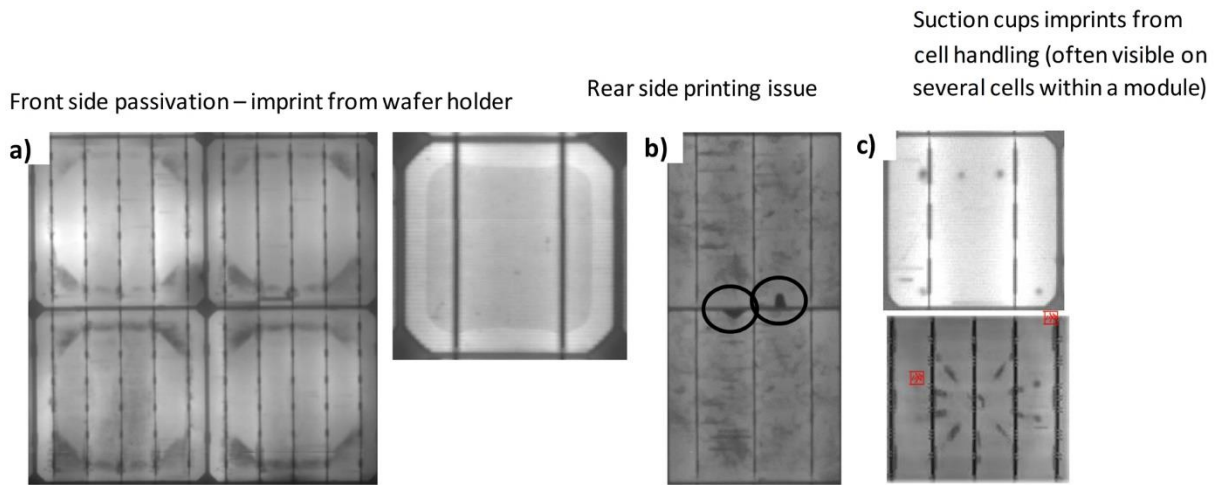 Suction cups imprints from
cell handling (often visible on
several cells within a module)
Front side passivation – imprint from wafer holder
Rear side printing issue
a)
b)
c)